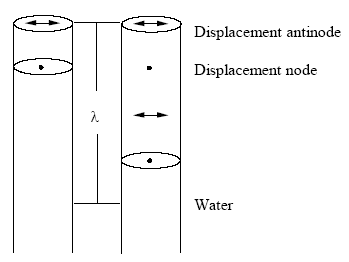 Displacement antinode
Displacement node
λ
Water